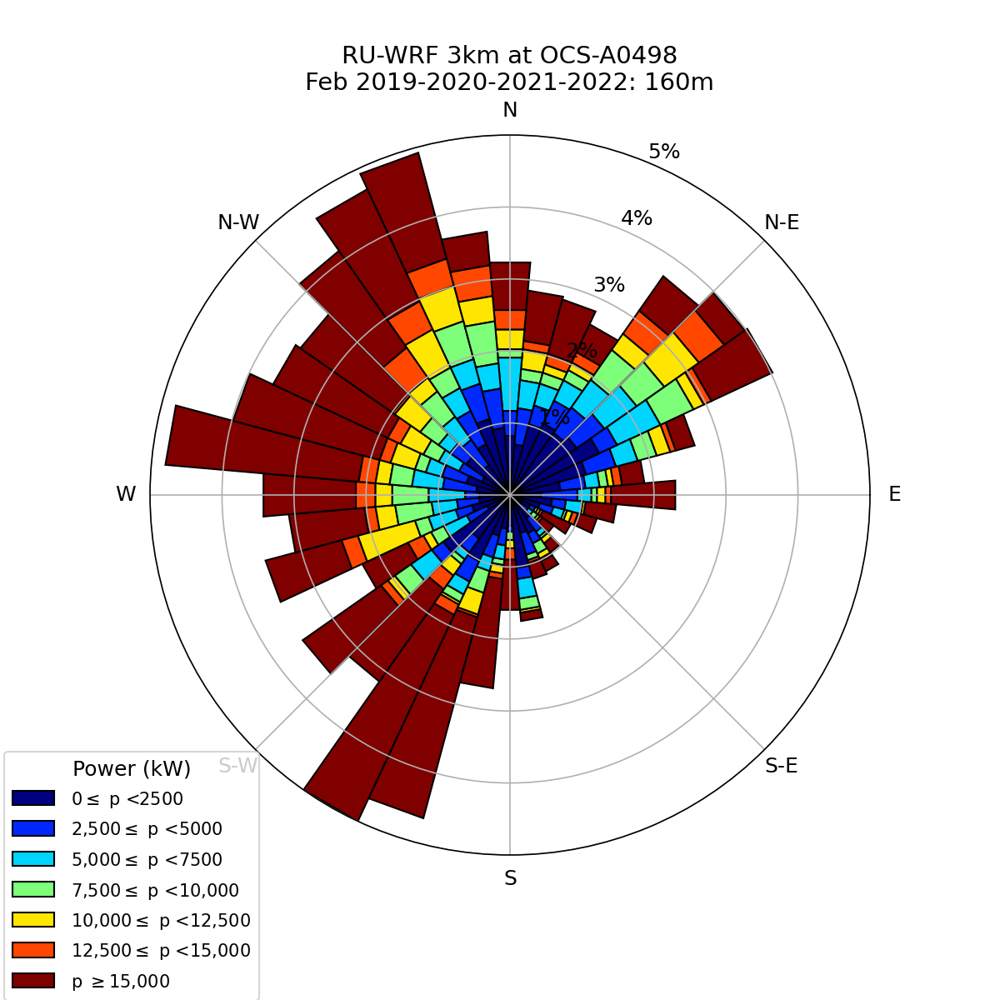 RU-WRF 3km at OCS-A0498
Feb 2019-2020-2021-2022: 160m
N
5%
N-W
4%
N-E
3%
2%
1%
W
E
S-W
S-E
S
Power (kW)
0≤ p <2500
2,500≤ p <5000
5,000≤ p <7500
7,500≤ p <10,000
10,000≤ p <12,500
12,500≤ p <15,000
p ≥15,000